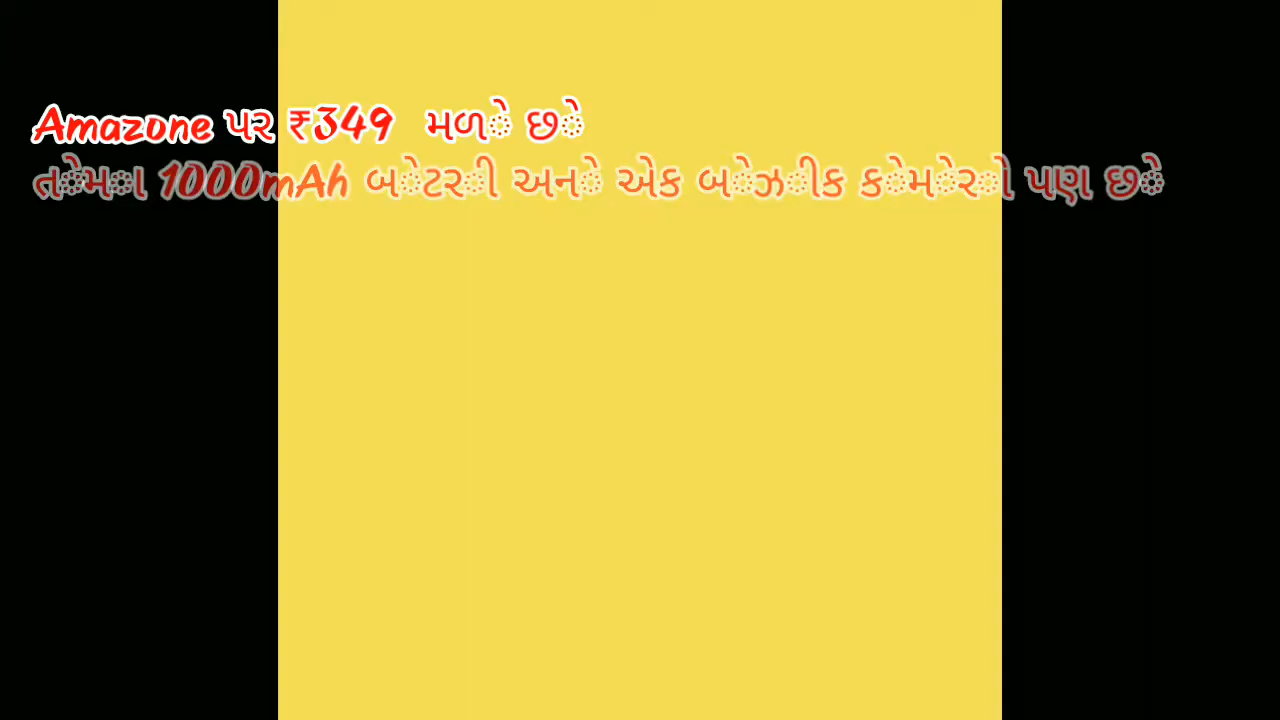 Amazone પર ₹349 મળે છે
તેમા 1000mAh બેટરી અને એક બેઝીક કેમેરો પણ છે